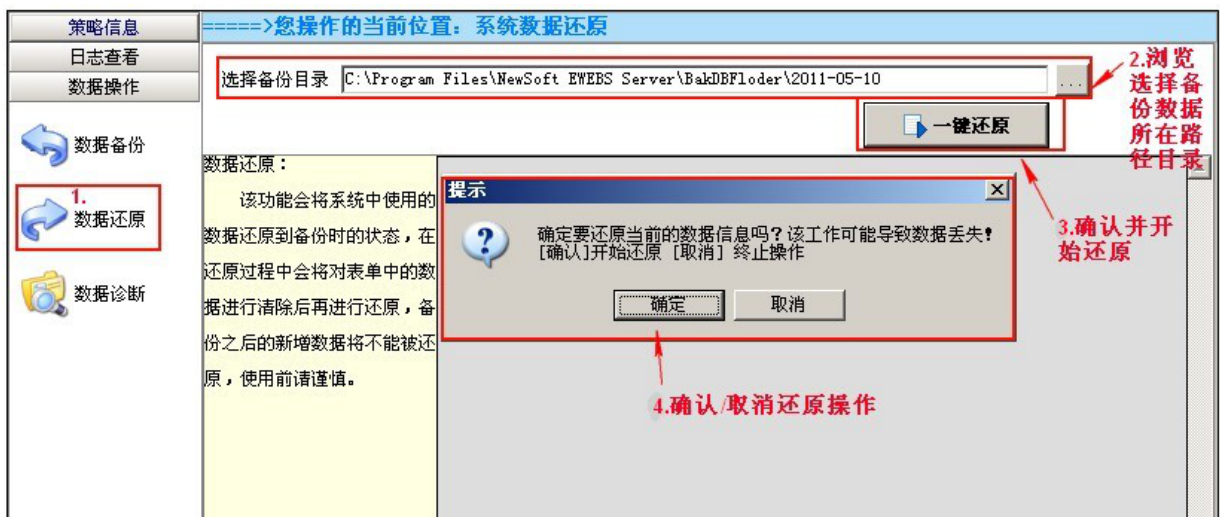 策略信息
日志查看
数据操作
数据备份
1.
数据还原
数据诊断
=====>您操作的当前位置：系统数据还原
选择备份目录 C:\Program Files\NewSoft EWEBS Server\BakDBFloder\2011-05-10 ...
一键还原
2.浏览
选择备
份数据
所在路
径目录
数据还原：
该功能会将系统中使用的
数据还原到备份时的状态，在
还原过程中会将对表单中的数
据进行清除后再进行还原，备
份之后的新增数据将不能被还
原，使用前请谨慎。
提示
确定要还原当前的数据信息吗？该工作可能导致数据丢失！
[确认]开始还原 [取消] 终止操作
确定 取消
3.确认并开
始还原
4.确认/取消还原操作